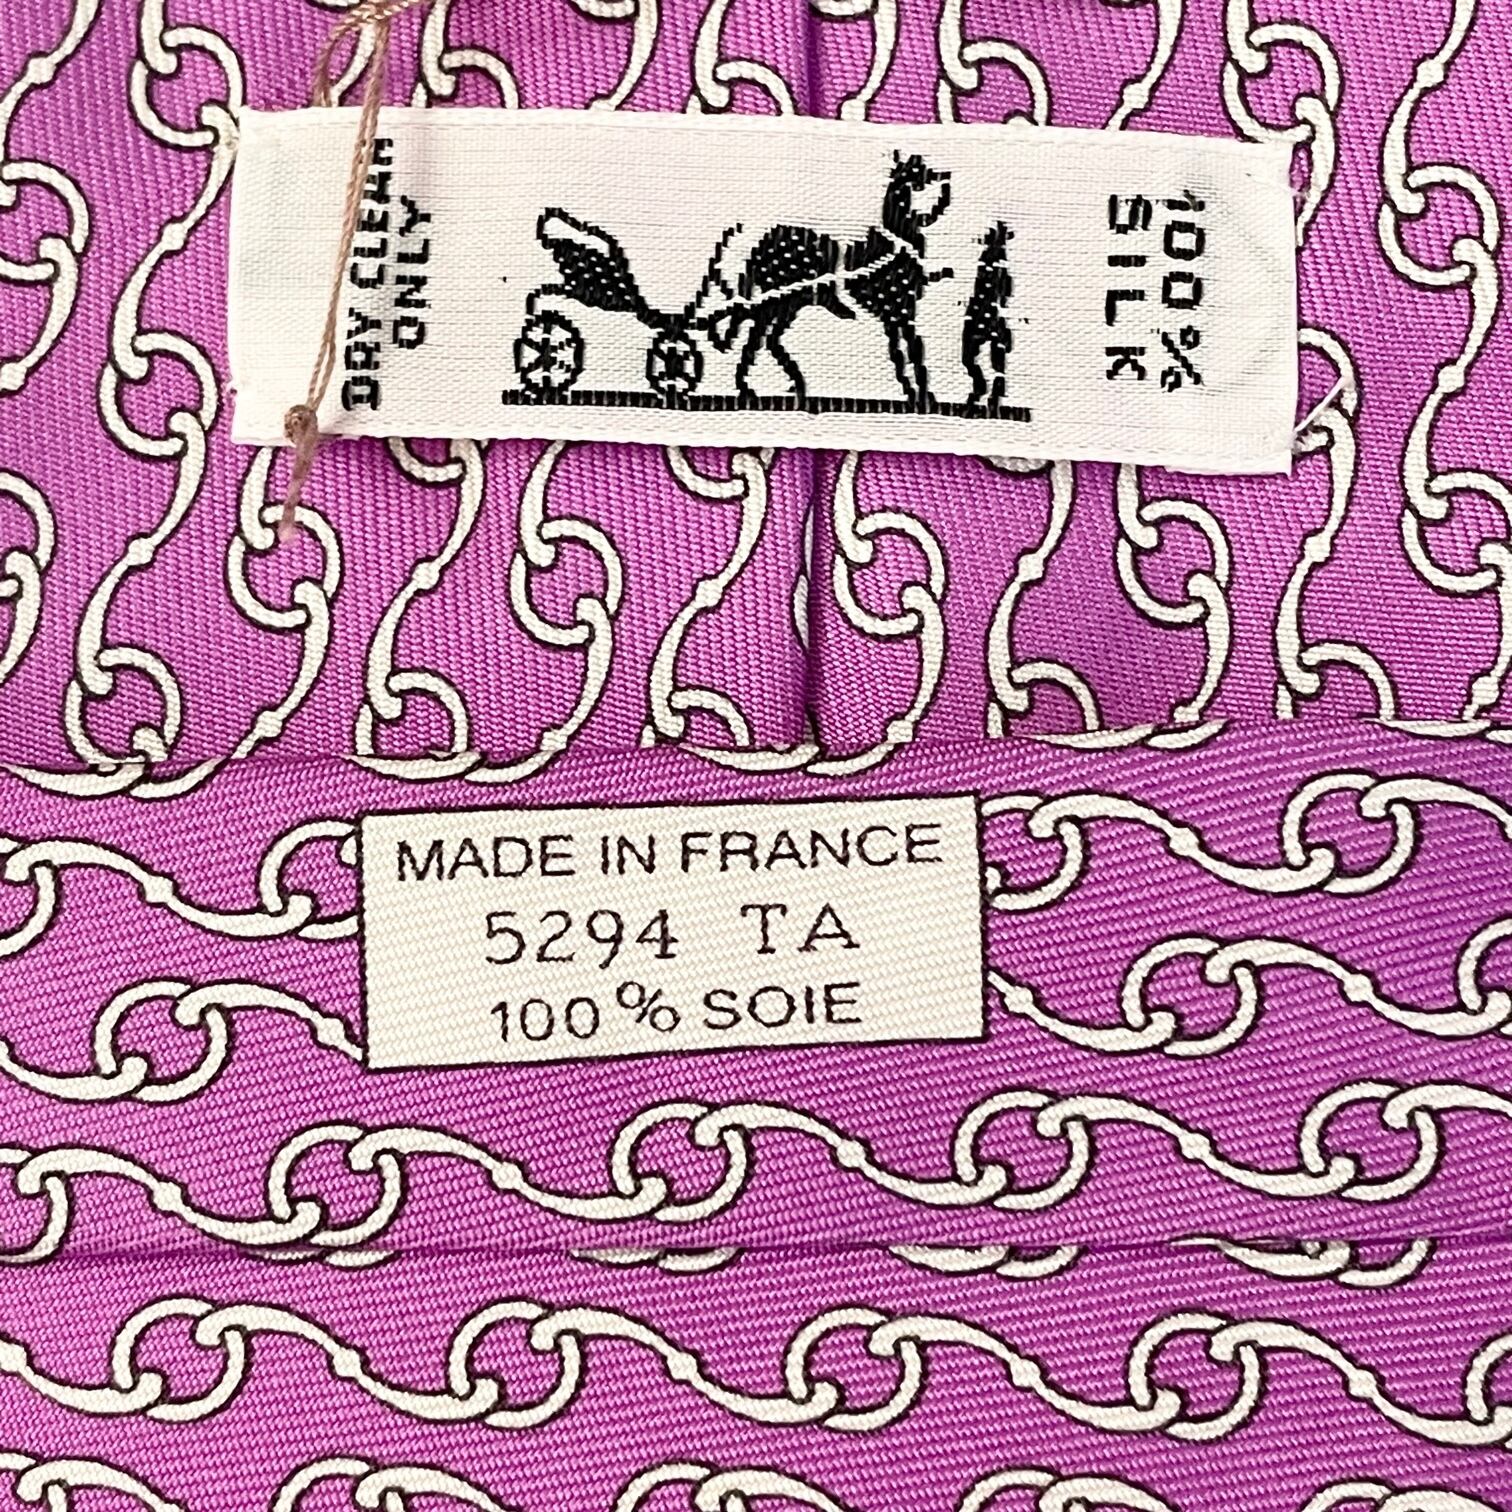 DRY CLEAN
ONLY
100%
SILK
MADE IN FRANCE
5294 TA
100% SOIE